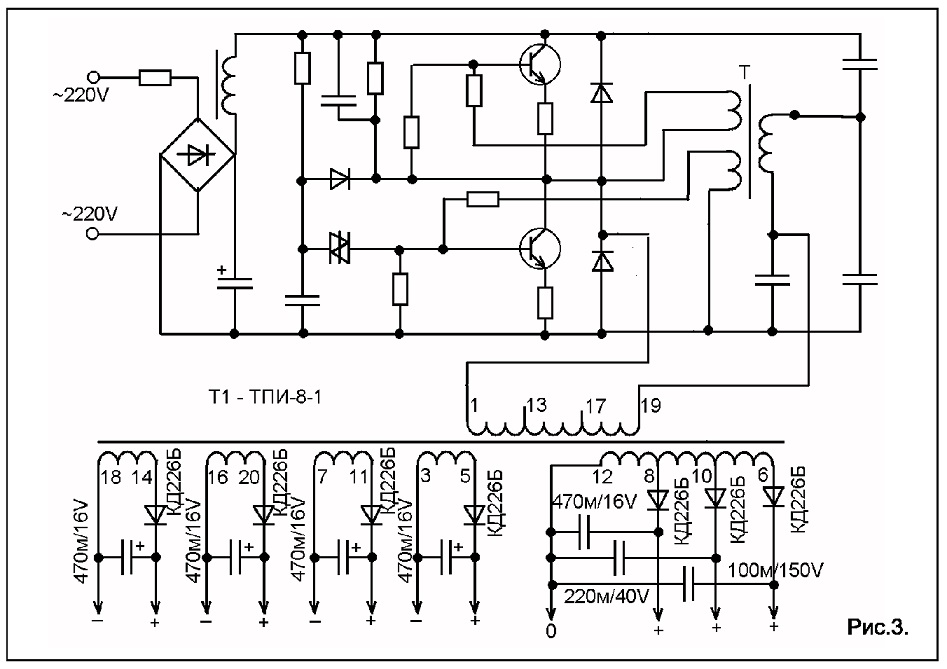 ~220V
T
~220V
+
T1 - ТПИ-8-1
1 13 17 19
18 14 16 20 7 11 3 5 12 8 10 6
КД226Б КД226Б КД226Б КД226Б КД226Б КД226Б КД226Б
470м/16V 470м/16V 470м/16V 470м/16V 470м/16V
+ + + +
100м/150V
220м/40V
− + − + − + − + 0 + + +
Рис.3.